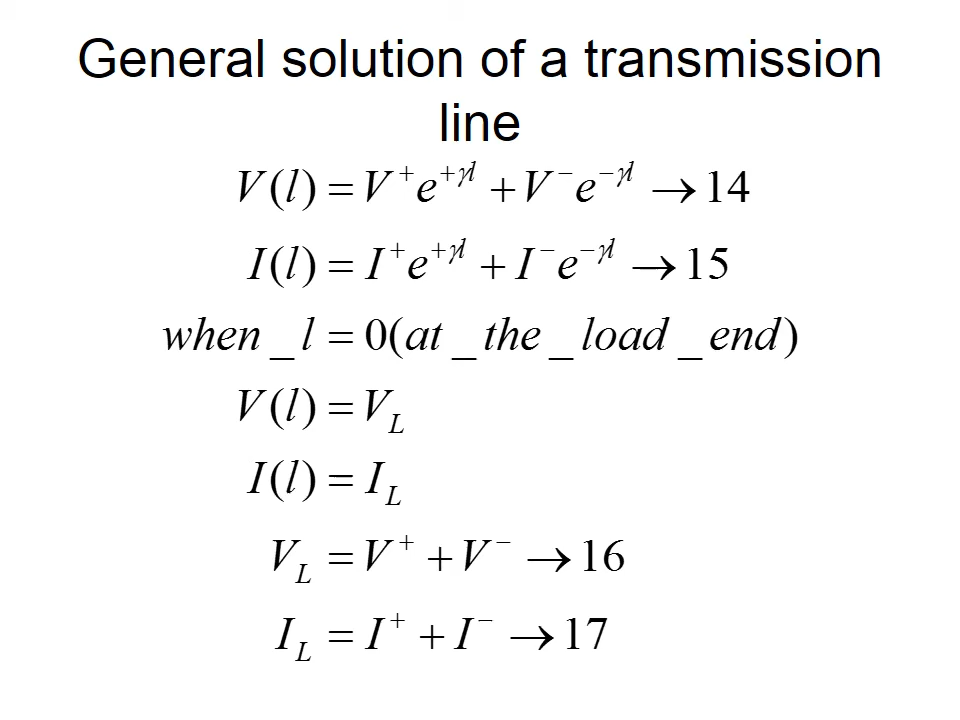 General solution of a transmission
line
V(l) = V⁺e^{+γl} + V⁻e^{−γl} → 14
I(l) = I⁺e^{+γl} + I⁻e^{−γl} → 15
when _ l = 0(at _ the _ load _ end)
V(l) = V_L
I(l) = I_L
V_L = V⁺ + V⁻ → 16
I_L = I⁺ + I⁻ → 17